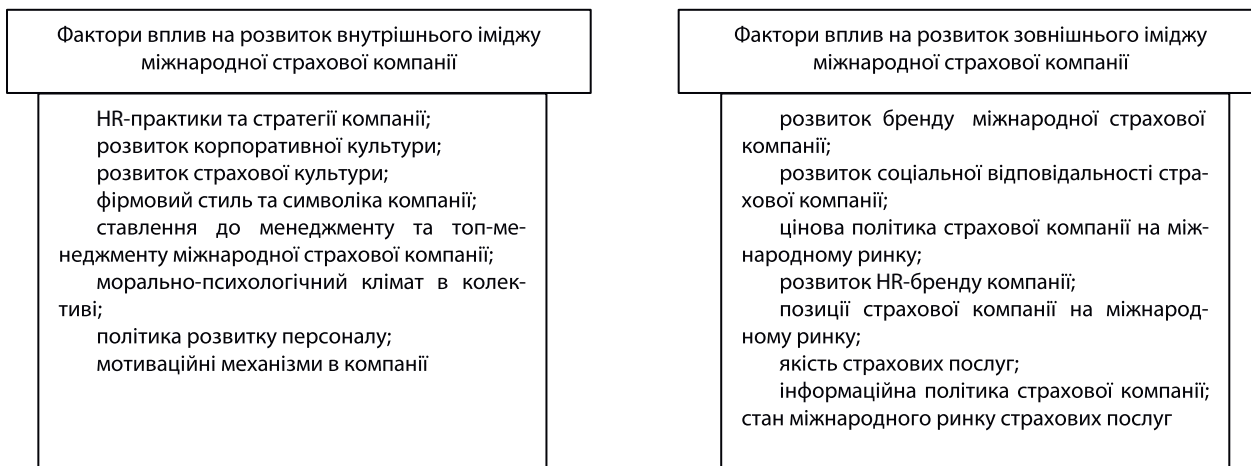 Фактори вплив на розвиток внутрішнього іміджу
міжнародної страхової компанії
HR-практики та стратегії компанії;
розвиток корпоративної культури;
розвиток страхової культури;
фірмовий стиль та символіка компанії;
ставлення до менеджменту та топ-ме-
неджменту міжнародної страхової компанії;
морально-психологічний клімат в колек-
тиві;
політика розвитку персоналу;
мотиваційні механізми в компанії
Фактори вплив на розвиток зовнішнього іміджу
міжнародної страхової компанії
розвиток бренду міжнародної страхової
компанії;
розвиток соціальної відповідальності стра-
хової компанії;
цінова політика страхової компанії на між-
народному ринку;
розвиток HR-бренду компанії;
позиції страхової компанії на міжнарод-
ному ринку;
якість страхових послуг;
інформаційна політика страхової компанії;
стан міжнародного ринку страхових послуг